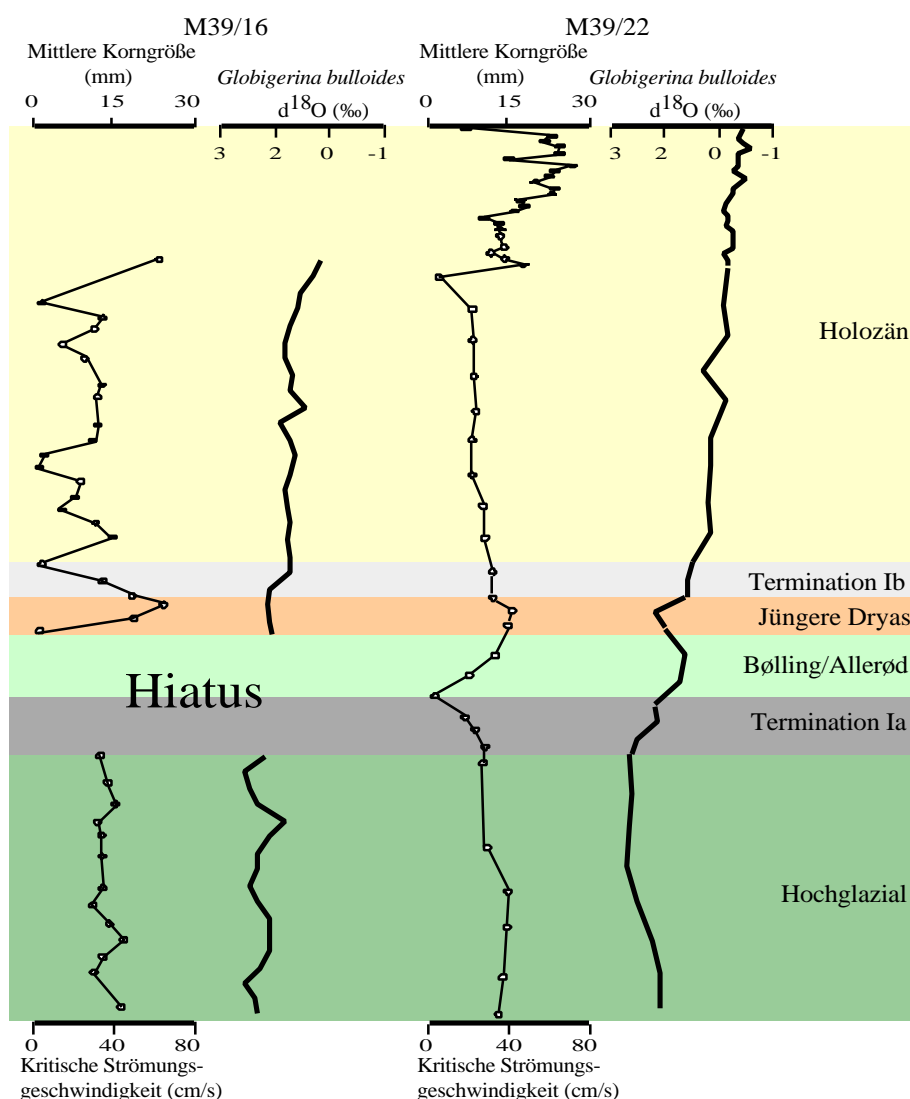 M39/16
M39/22
Mittlere Korngröße
(mm)
0 15 30
Globigerina bulloides
d18O (‰)
3 2 1 0 -1
Mittlere Korngröße
(mm)
0 15 30
Globigerina bulloides
d18O (‰)
3 2 1 0 -1
Holozän
Termination Ib
Jüngere Dryas
Bølling/Allerød
Hiatus
Termination Ia
Hochglazial
0 40 80
Kritische Strömungs-
geschwindigkeit (cm/s)
0 40 80
Kritische Strömungs-
geschwindigkeit (cm/s)